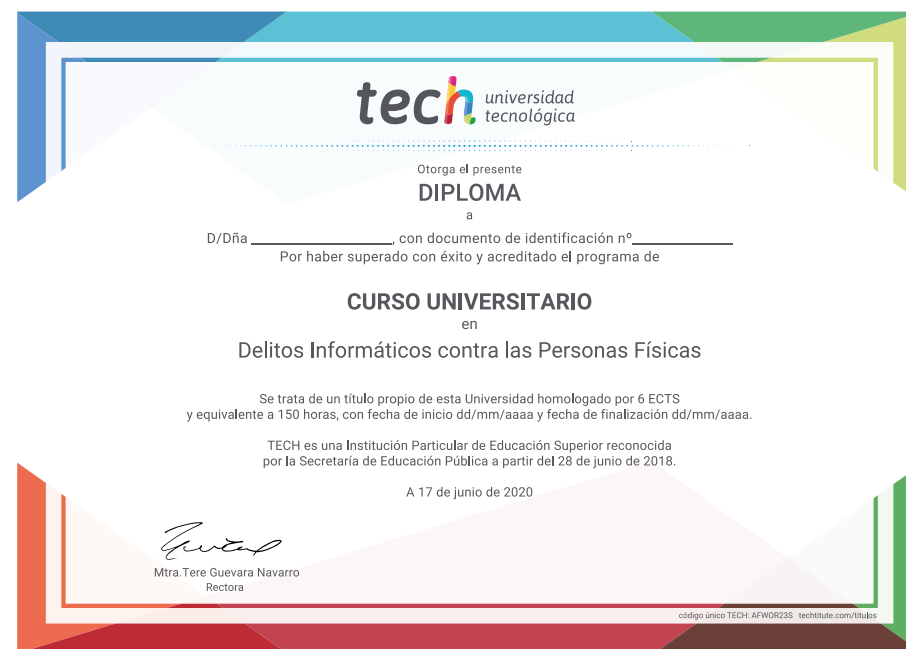 tech universidad
tecnológica
Otorga el presente
DIPLOMA
a
D/Dña ____________________, con documento de identificación nº______________
Por haber superado con éxito y acreditado el programa de
CURSO UNIVERSITARIO
en
Delitos Informáticos contra las Personas Físicas
Se trata de un título propio de esta Universidad homologado por 6 ECTS
y equivalente a 150 horas, con fecha de inicio dd/mm/aaaa y fecha de finalización dd/mm/aaaa.
TECH es una Institución Particular de Educación Superior reconocida
por la Secretaría de Educación Pública a partir del 28 de junio de 2018.
A 17 de junio de 2020
Mtra.Tere Guevara Navarro
Rectora
código único TECH: AFWOR23S techtitute.com/titulos